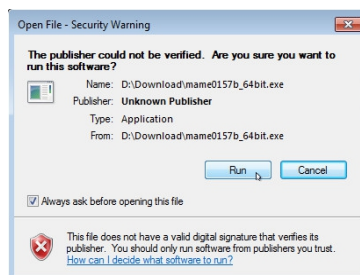 Open File - Security Warning
The publisher could not be verified.  Are you sure you want to
run this software?
Name: D:\Download\mame0157b_64bit.exe
Publisher: Unknown Publisher
Type: Application
From: D:\Download\mame0157b_64bit.exe
Run Cancel
Always ask before opening this file
This file does not have a valid digital signature that verifies its
publisher.  You should only run software from publishers you trust.
How can I decide what software to run?